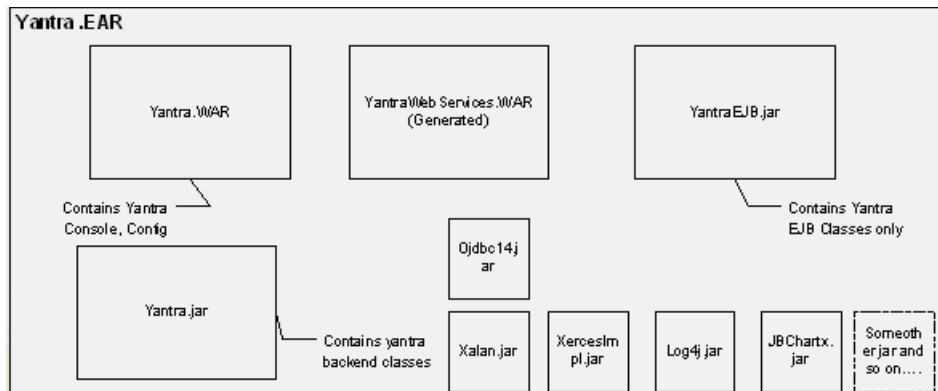 Yantra .EAR
Yantra.WAR
YantraWeb Services.WAR
(Generated)
YantraEJB.jar
Contains Yantra
Console, Config
Contains Yantra
EJB Classes only
Ojdbc14.j
ar
Yantra.jar
Contains yantra
backend classes
Xalan.jar
XercesIm
pl.jar
Log4j.jar
JBChartx.
jar
Someoth
er jar and
so on....